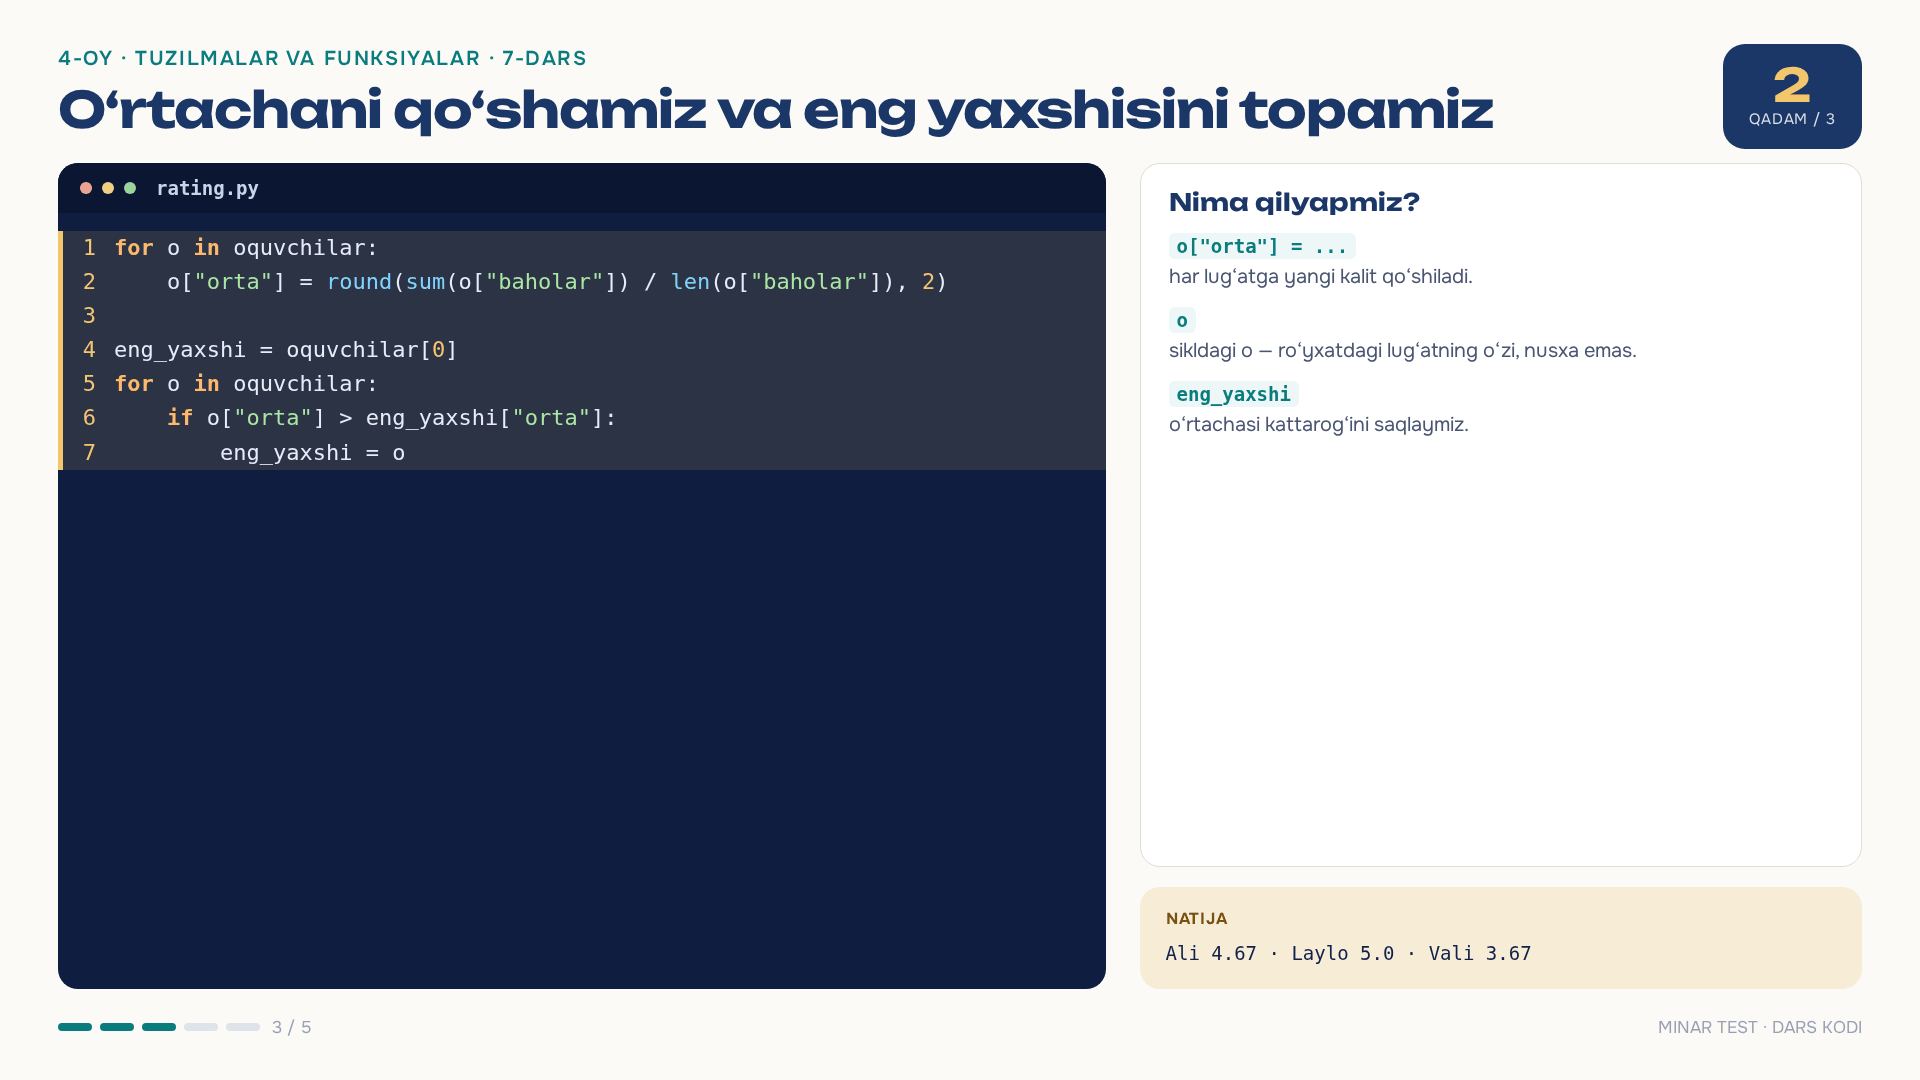 4-OY · TUZILMALAR VA FUNKSIYALAR · 7-DARS
O‘rtachani qo‘shamiz va eng yaxshisini topamiz
2
QADAM / 3
rating.py
1 for o in oquvchilar:
2     o["orta"] = round(sum(o["baholar"]) / len(o["baholar"]), 2)
3
4 eng_yaxshi = oquvchilar[0]
5 for o in oquvchilar:
6     if o["orta"] > eng_yaxshi["orta"]:
7         eng_yaxshi = o
Nima qilyapmiz?
o["orta"] = ...
har lug‘atga yangi kalit qo‘shiladi.
o
sikldagi o — ro‘yxatdagi lug‘atning o‘zi, nusxa emas.
eng_yaxshi
o‘rtachasi kattarog‘ini saqlaymiz.
NATIJA
Ali 4.67 · Laylo 5.0 · Vali 3.67
3 / 5
MINAR TEST · DARS KODI